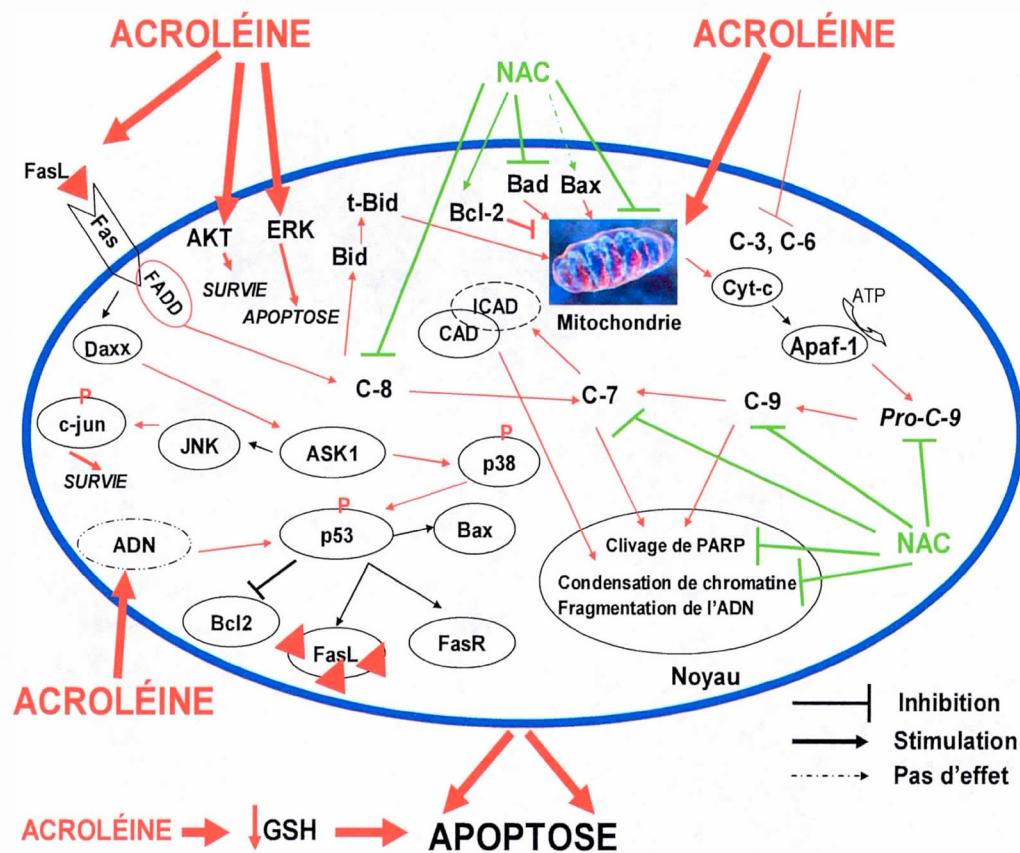 ACROLÉINE
ACROLÉINE
NAC
FasL
Fas
FADD
AKT
ERK
SURVIE
APOPTOSE
t-Bid
Bid
Bad
Bax
Bcl-2
Mitochondrie
C-3, C-6
Cyt-c
ATP
Apaf-1
ICAD
CAD
Daxx
C-8
C-7
C-9
Pro-C-9
P
c-jun
SURVIE
JNK
ASK1
P
p38
P
p53
Bax
ADN
Bcl2
FasL
FasR
NAC
Clivage de PARP
Condensation de chromatine
Fragmentation de l'ADN
Noyau
ACROLÉINE
Inhibition
Stimulation
Pas d'effet
ACROLÉINE
GSH
APOPTOSE